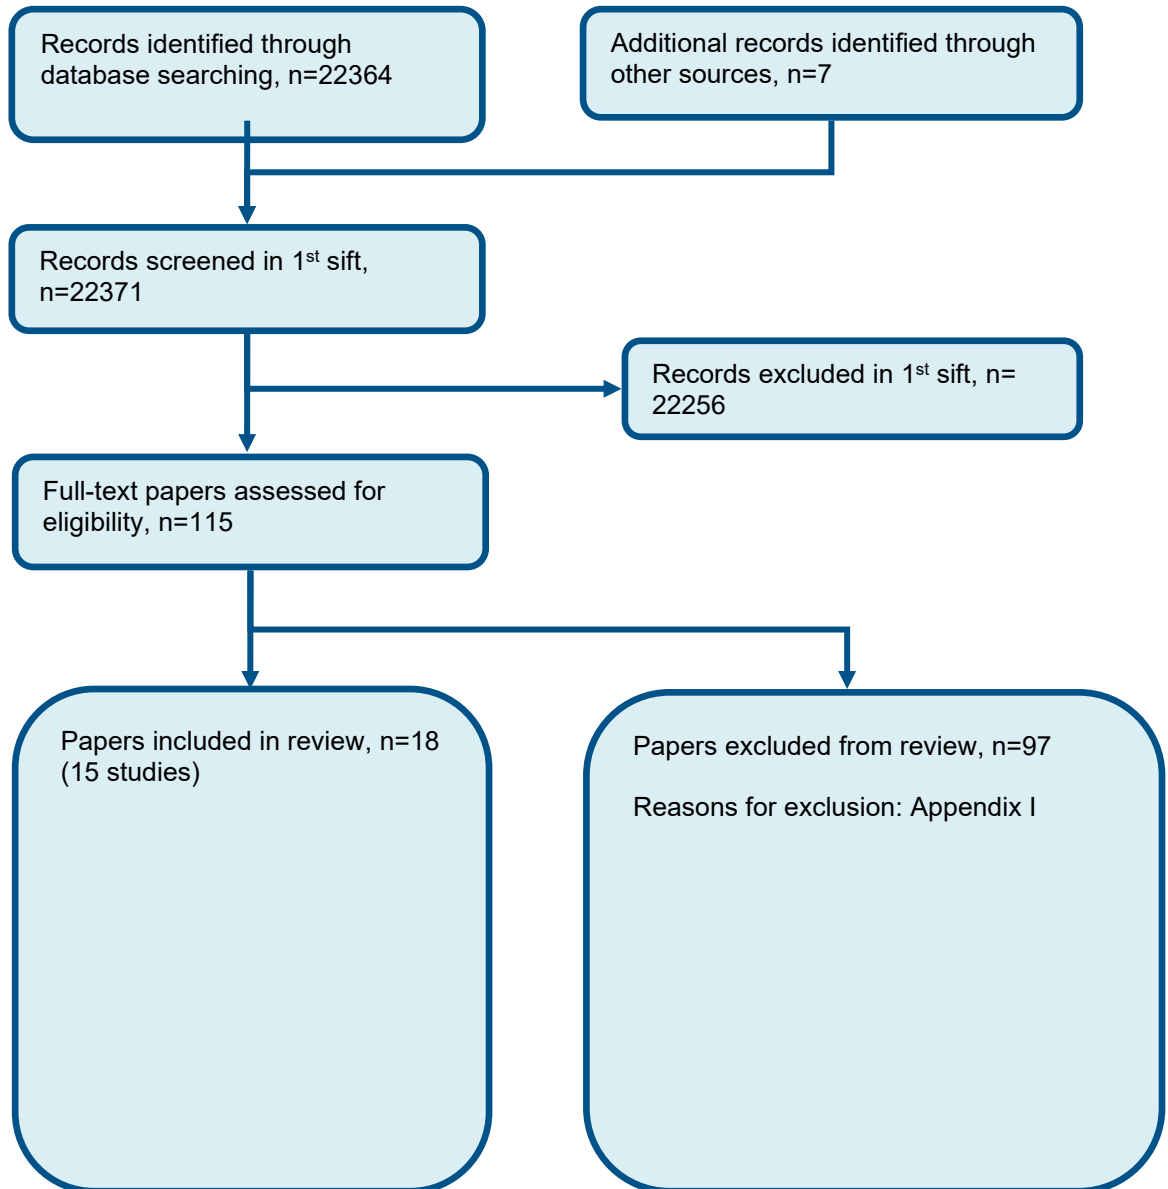 Records identified through
database searching, n=22364
Additional records identified through
other sources, n=7
Records screened in 1st sift,
n=22371
Records excluded in 1st sift, n=
22256
Full-text papers assessed for
eligibility, n=115
Papers included in review, n=18
(15 studies)
Papers excluded from review, n=97
Reasons for exclusion: Appendix I